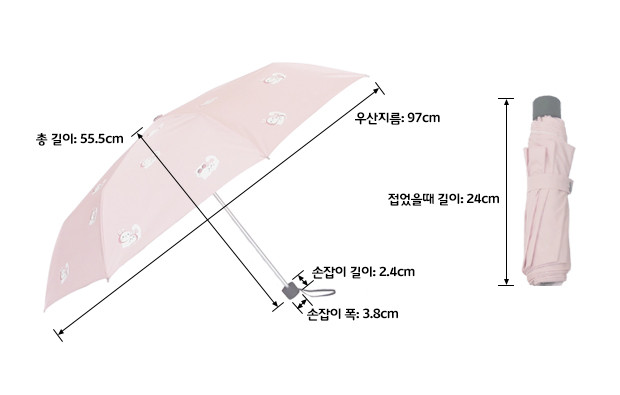 총 길이: 55.5cm
우산지름: 97cm
접었을때 길이: 24cm
손잡이 길이: 2.4cm
손잡이 폭: 3.8cm